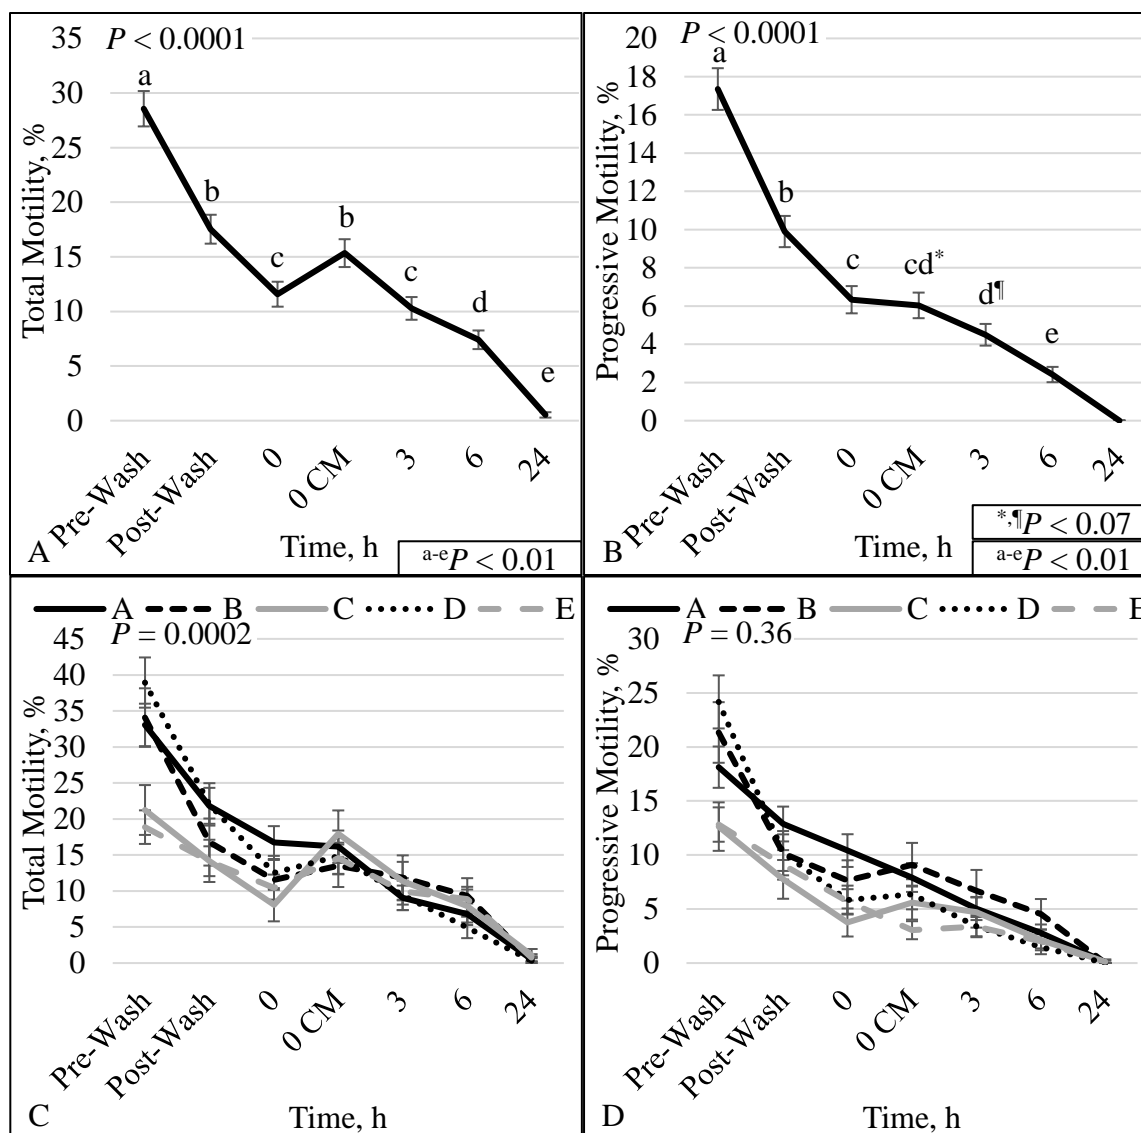 P < 0.0001
Total Motility, %
35
30
25
20
15
10
5
0
a
b
c
b
c
d
e
Pre-Wash
Post-Wash
0
0 CM
3
6
24
Time, h
A
a-eP < 0.01
P < 0.0001
Progressive Motility, %
20
18
16
14
12
10
8
6
4
2
0
a
b
c
cd*
d¶
e
Pre-Wash
Post-Wash
0
0 CM
3
6
24
Time, h
B
*,¶P < 0.07
a-eP < 0.01
A B C D E
P = 0.0002
Total Motility, %
45
40
35
30
25
20
15
10
5
0
Pre-Wash
Post-Wash
0
0 CM
3
6
24
Time, h
C
A B C D E
P = 0.36
Progressive Motility, %
30
25
20
15
10
5
0
Pre-Wash
Post-Wash
0
0 CM
3
6
24
Time, h
D